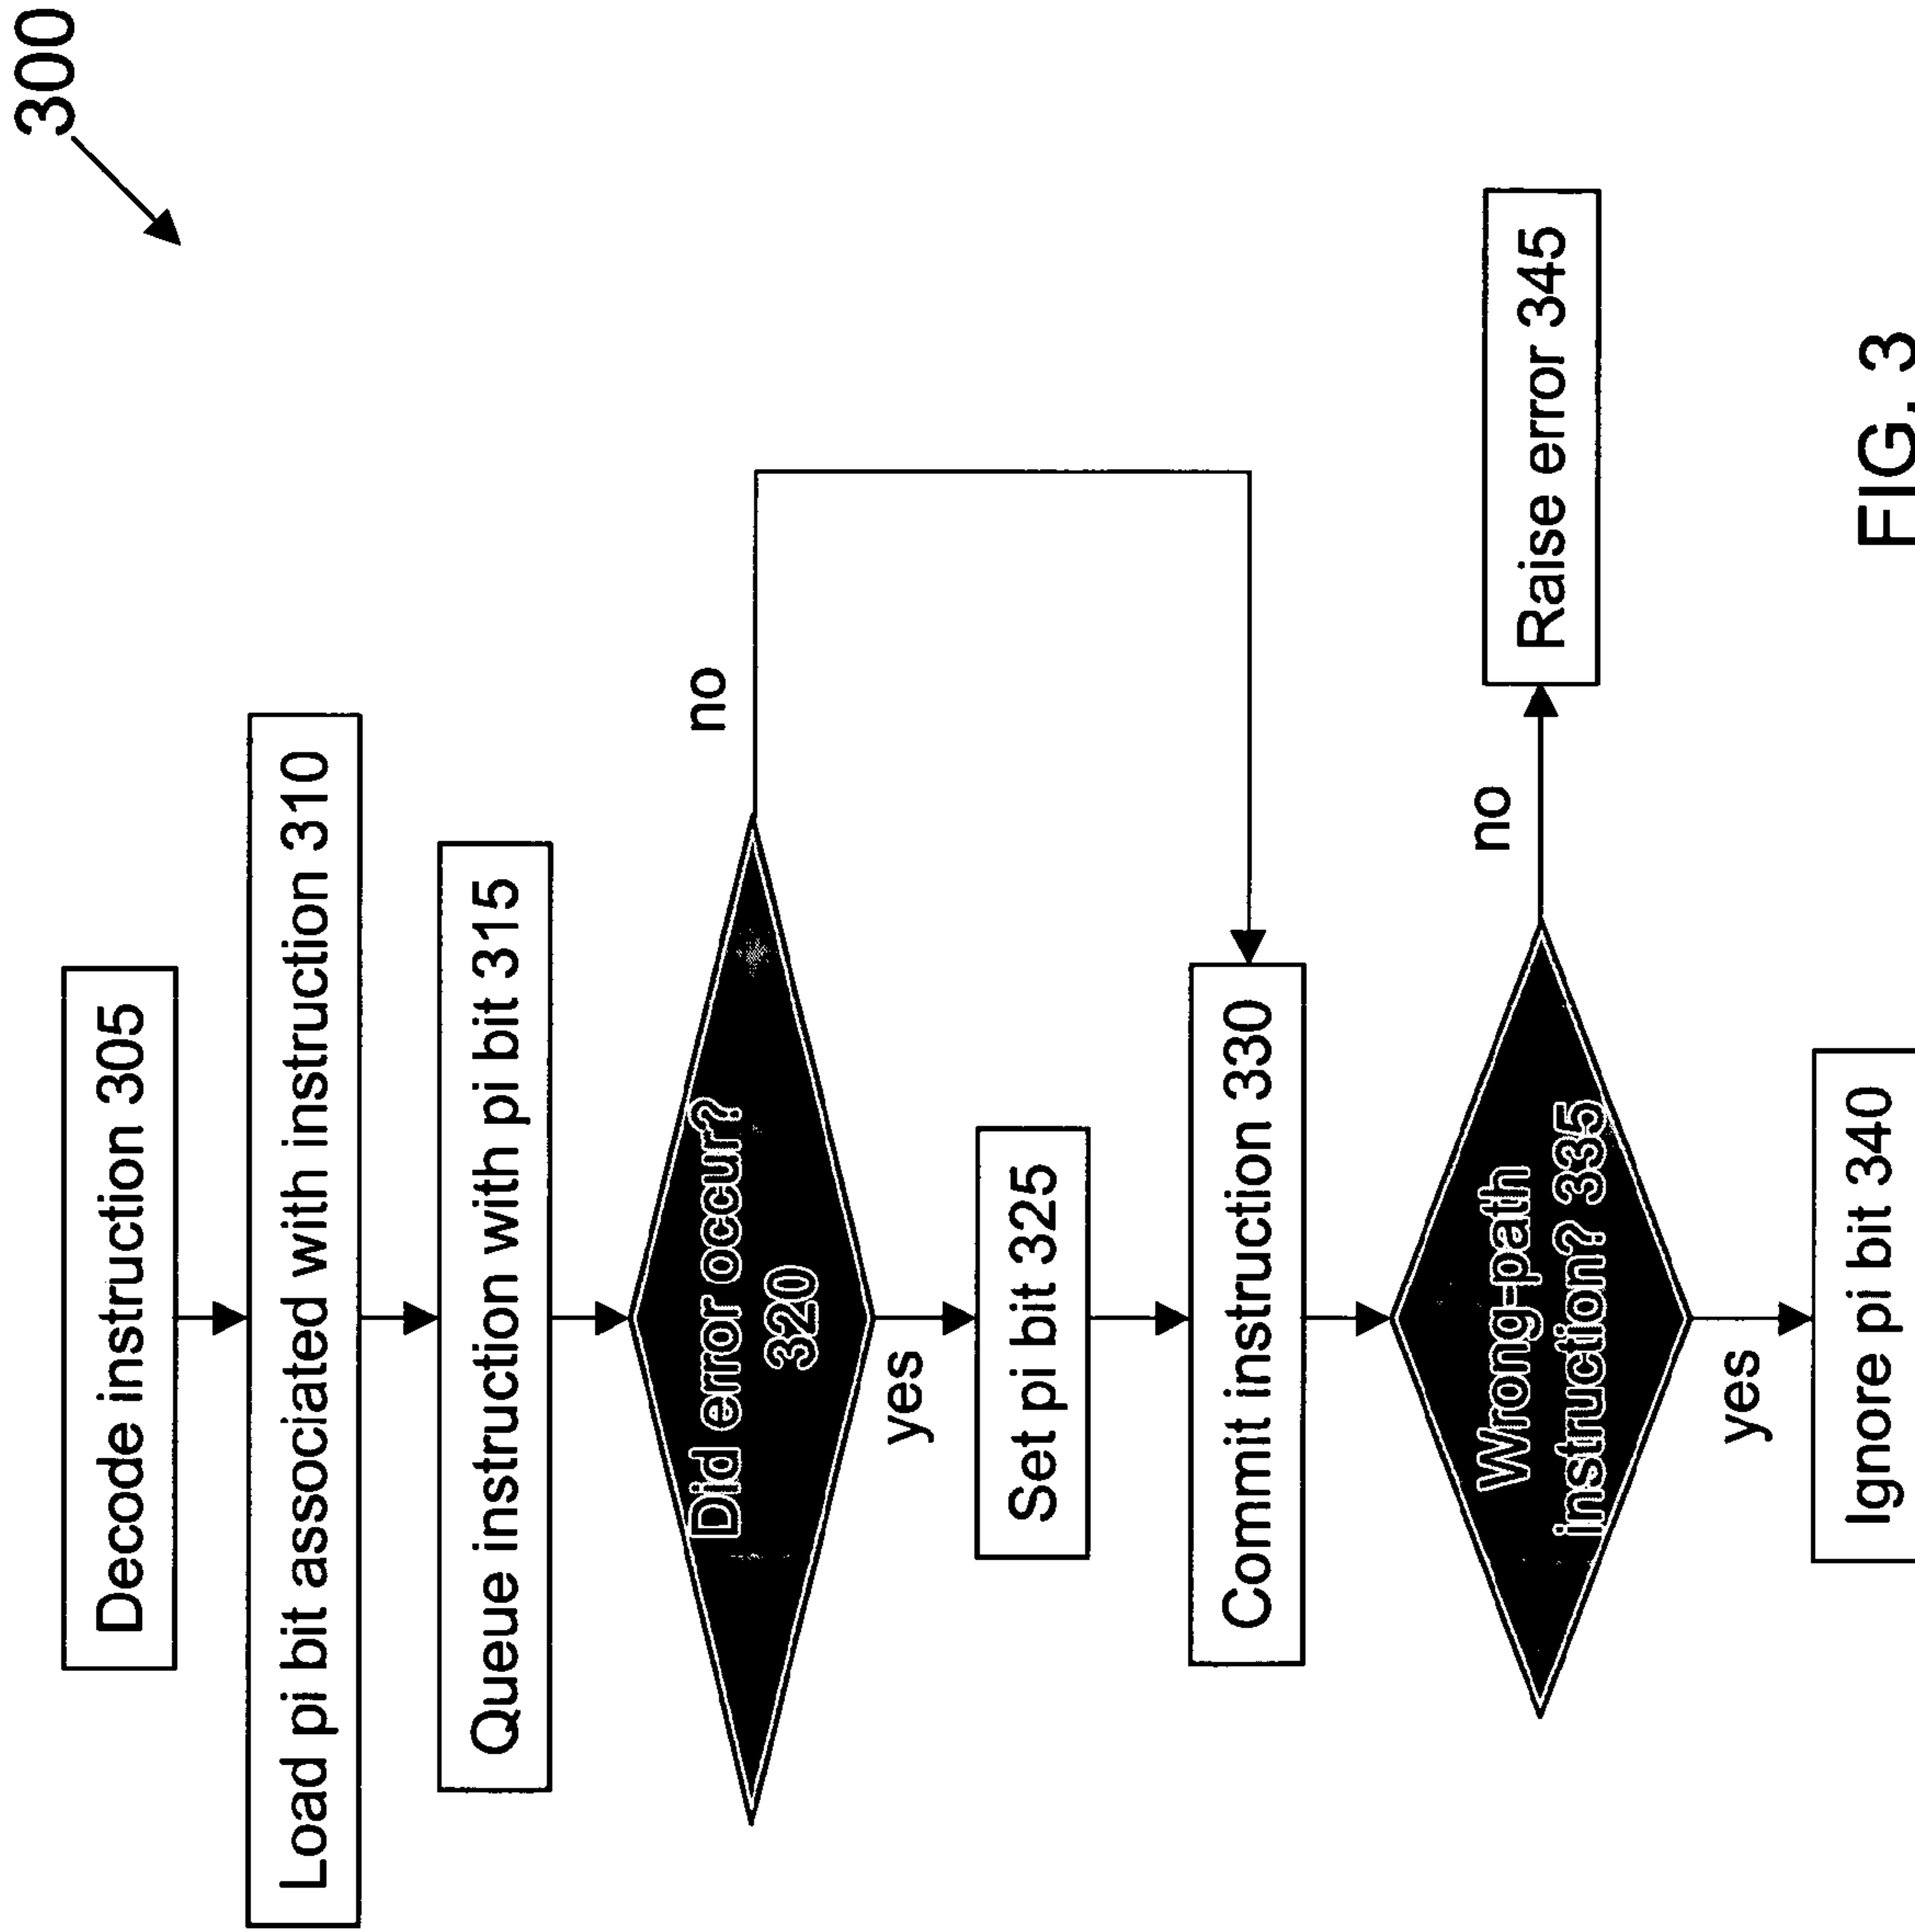 300
Decode instruction 305
Load pi bit associated with instruction 310
Queue instruction with pi bit 315
Did error occur?
320
no
yes
Set pi bit 325
Commit instruction 330
Wrong-path
instruction? 335
no
Raise error 345
yes
Ignore pi bit 340
FIG. 3